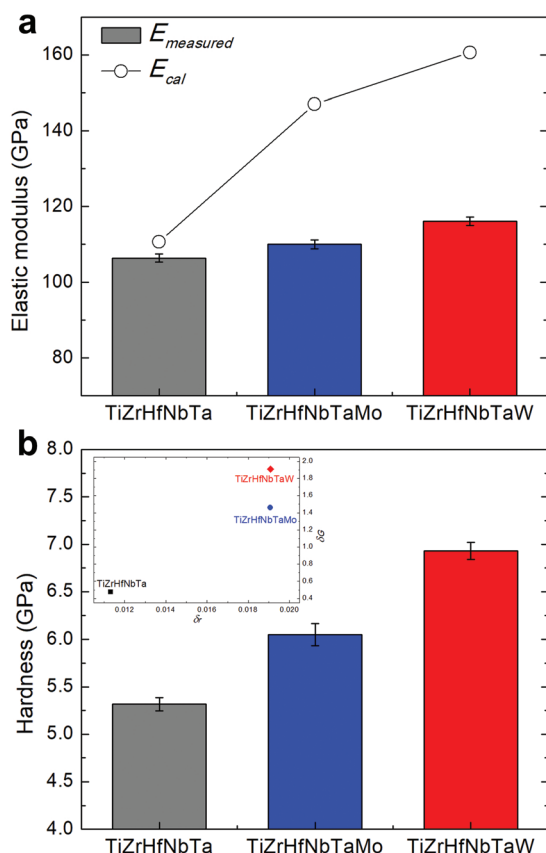 a
E measured
E cal
Elastic modulus (GPa)
160
140
120
100
80
TiZrHfNbTa TiZrHfNbTaMo TiZrHfNbTaW
b
Hardness (GPa)
8.0
7.5
7.0
6.5
6.0
5.5
5.0
4.5
4.0
TiZrHfNbTaW
TiZrHfNbTaMo
TiZrHfNbTa
2.0
1.8
1.6
1.4
1.2
1.0
0.8
0.6
0.4
δG
0.012 0.014 0.016 0.018 0.020
δr
TiZrHfNbTa TiZrHfNbTaMo TiZrHfNbTaW